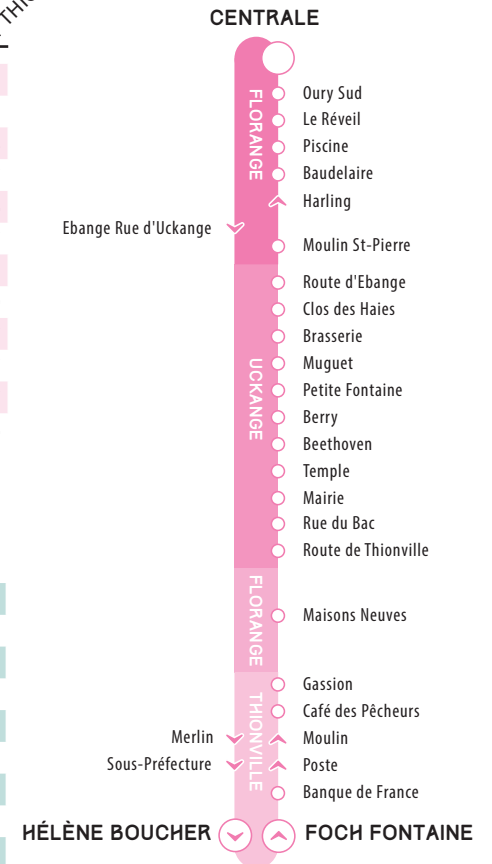 THI
CENTRALE
FLORANGE
Oury Sud
Le Réveil
Piscine
Baudelaire
Harling
Ebange Rue d'Uckange
Moulin St-Pierre
UCKANGE
Route d'Ebange
Clos des Haies
Brasserie
Muguet
Petite Fontaine
Berry
Beethoven
Temple
Mairie
Rue du Bac
Route de Thionville
FLORANGE
Maisons Neuves
THIONVILLE
Gassion
Café des Pêcheurs
Merlin
Moulin
Sous-Préfecture
Poste
Banque de France
HÉLÈNE BOUCHER
FOCH FONTAINE